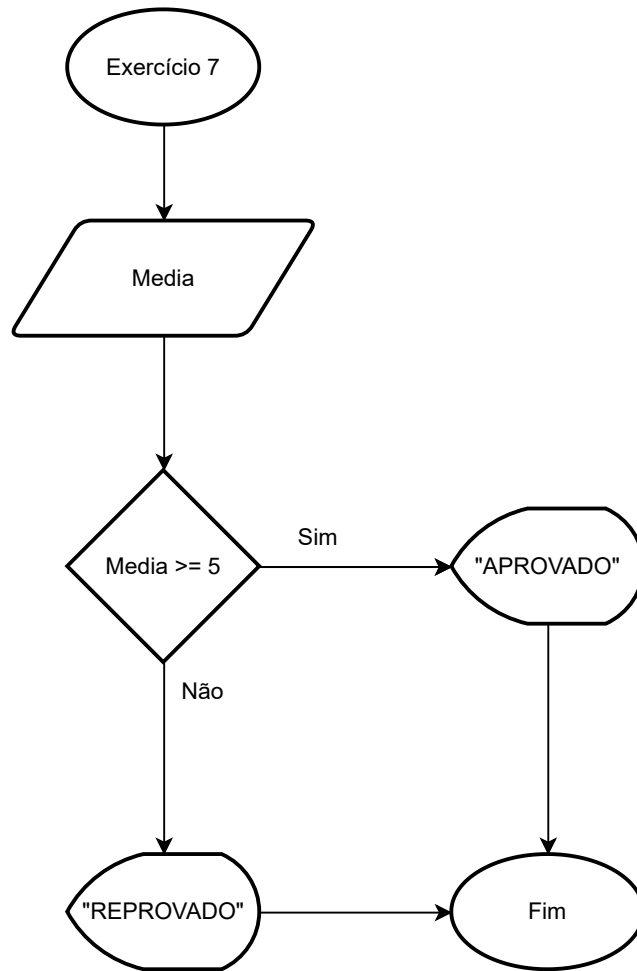 Exercício 7
Media
Media >= 5
Sim
"APROVADO"
Não
"REPROVADO"
Fim